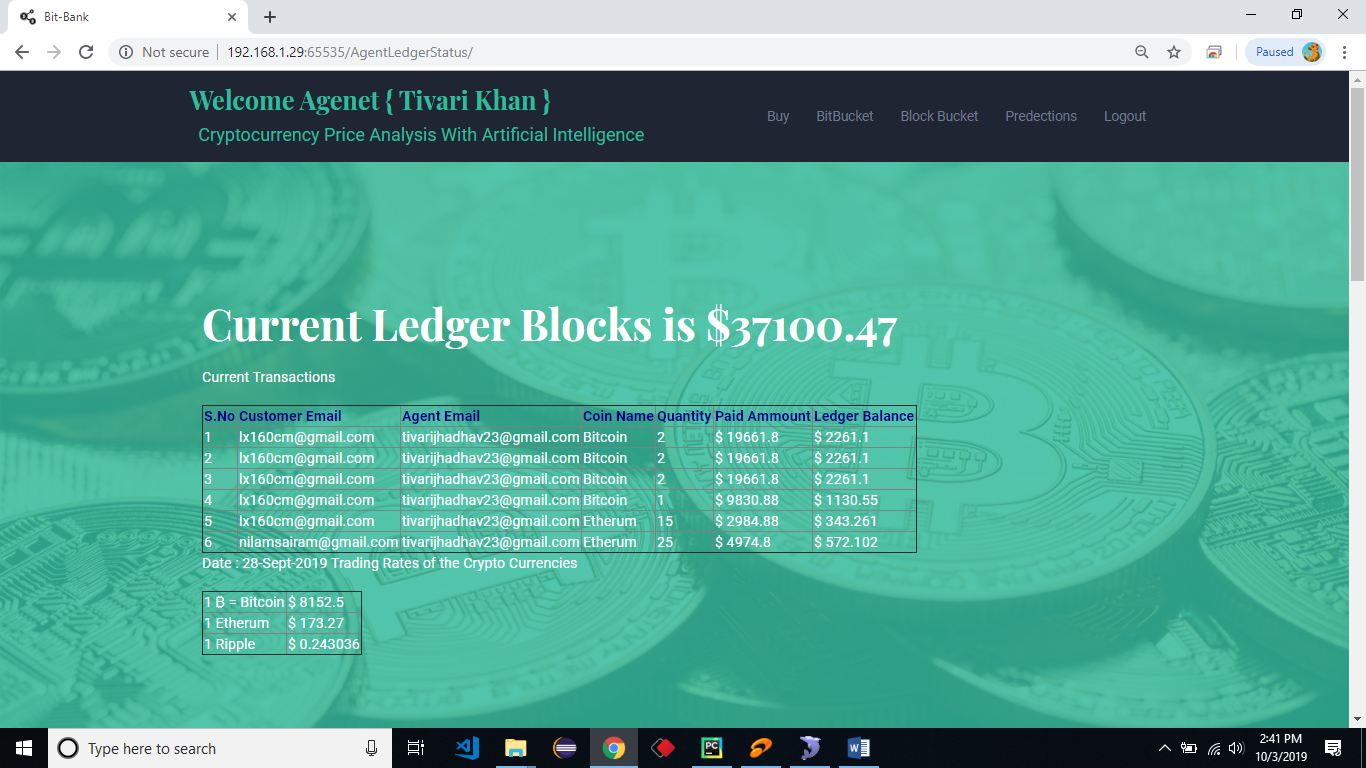 Bit-Bank
Not secure 192.168.1.29:65535/AgentLedgerStatus/ Paused
Welcome Agenet { Tivari Khan }
Cryptocurrency Price Analysis With Artificial Intelligence
Buy BitBucket Block Bucket Predections Logout
Current Ledger Blocks is $37100.47
Current Transactions
S.No Customer Email Agent Email Coin Name Quantity Paid Ammount Ledger Balance
1 lx160cm@gmail.com tivarijhadhav23@gmail.com Bitcoin 2 $ 19661.8 $ 2261.1
2 lx160cm@gmail.com tivarijhadhav23@gmail.com Bitcoin 2 $ 19661.8 $ 2261.1
3 lx160cm@gmail.com tivarijhadhav23@gmail.com Bitcoin 2 $ 19661.8 $ 2261.1
4 lx160cm@gmail.com tivarijhadhav23@gmail.com Bitcoin 1 $ 9830.88 $ 1130.55
5 lx160cm@gmail.com tivarijhadhav23@gmail.com Etherum 15 $ 2984.88 $ 343.261
6 nilamsairam@gmail.com tivarijhadhav23@gmail.com Etherum 25 $ 4974.8 $ 572.102
Date : 28-Sept-2019 Trading Rates of the Crypto Currencies
1 ₿ = Bitcoin $ 8152.5
1 Etherum $ 173.27
1 Ripple $ 0.243036
Type here to search
PC
2:41 PM
10/3/2019